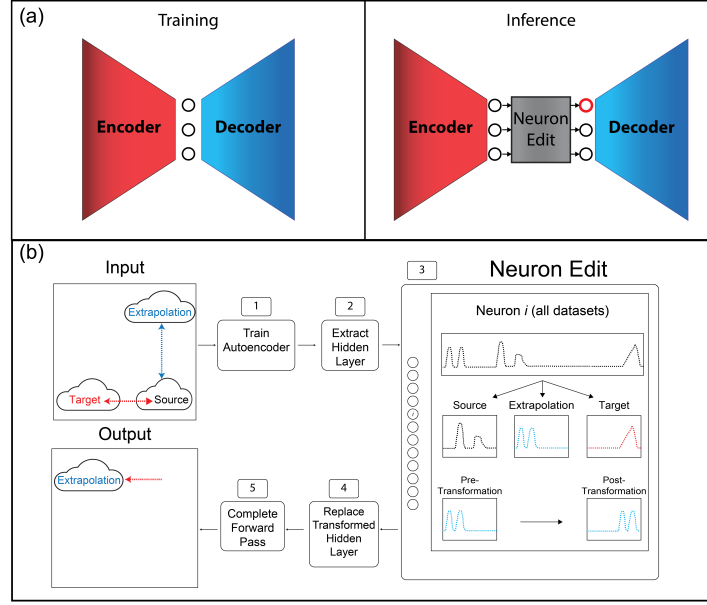 (a)
Training
Encoder
Decoder
Inference
Encoder
Neuron
Edit
Decoder
(b)
Input
Extrapolation
Target
Source
1
Train
Autoencoder
2
Extract
Hidden
Layer
3
Neuron Edit
Neuron i (all datasets)
i
Source
Extrapolation
Target
Pre-
Transformation
Post-
Transformation
4
Replace
Transformed
Hidden
Layer
5
Complete
Forward
Pass
Output
Extrapolation